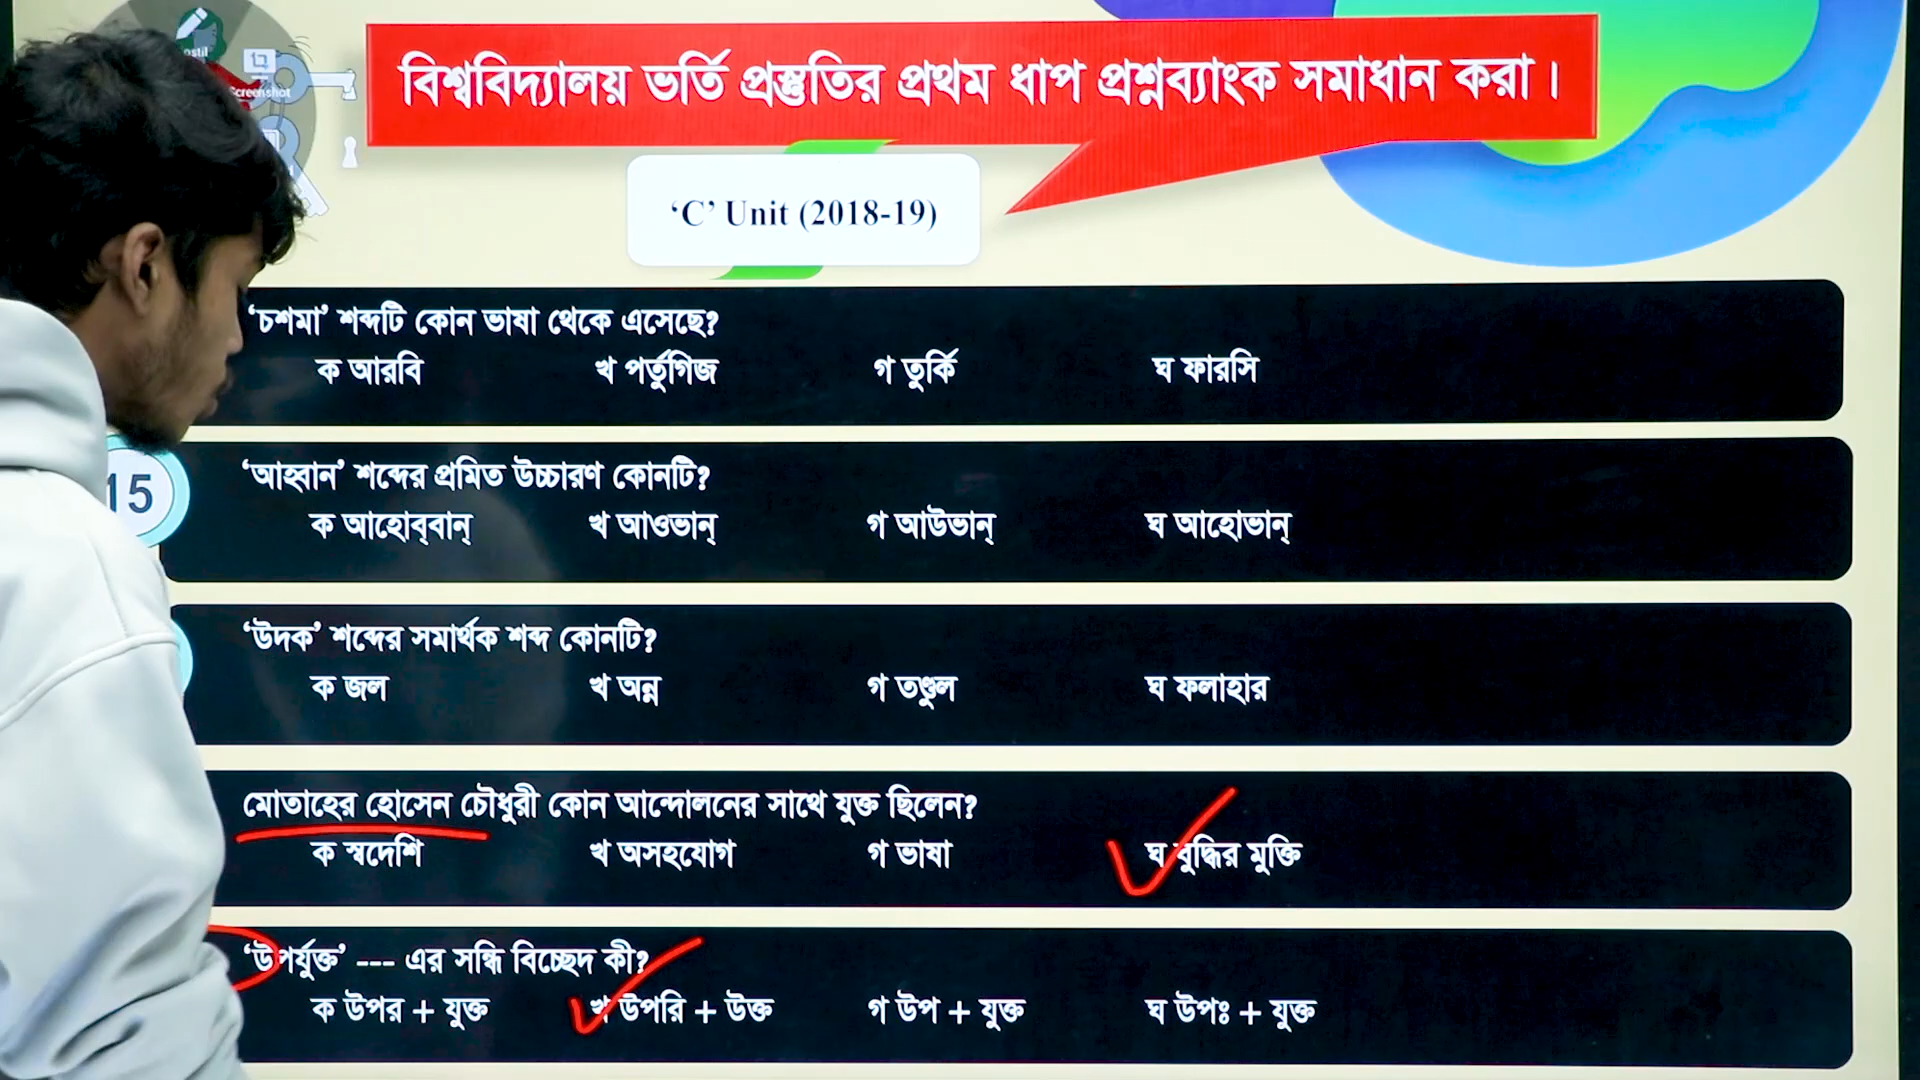 Screenshot
বিশ্ববিদ্যালয় ভর্তি প্রস্তুতির প্রথম ধাপ প্রশ্নব্যাংক সমাধান করা।
‘C’ Unit (2018-19)
‘চশমা’ শব্দটি কোন ভাষা থেকে এসেছে?
ক আরবি খ পর্তুগিজ গ তুর্কি ঘ ফারসি
15
‘আহ্বান’ শব্দের প্রমিত উচ্চারণ কোনটি?
ক আহোব্‌বান্ খ আওভান্ গ আউভান্ ঘ আহোভান্
‘উদক’ শব্দের সমার্থক শব্দ কোনটি?
ক জল খ অন্ন গ তণ্ডুল ঘ ফলাহার
মোতাহের হোসেন চৌধুরী কোন আন্দোলনের সাথে যুক্ত ছিলেন?
ক স্বদেশি খ অসহযোগ গ ভাষা ঘ বুদ্ধির মুক্তি
‘উপর্যুক্ত’ --- এর সন্ধি বিচ্ছেদ কী?
ক উপর + যুক্ত খ উপরি + উক্ত গ উপ + যুক্ত ঘ উপঃ + যুক্ত